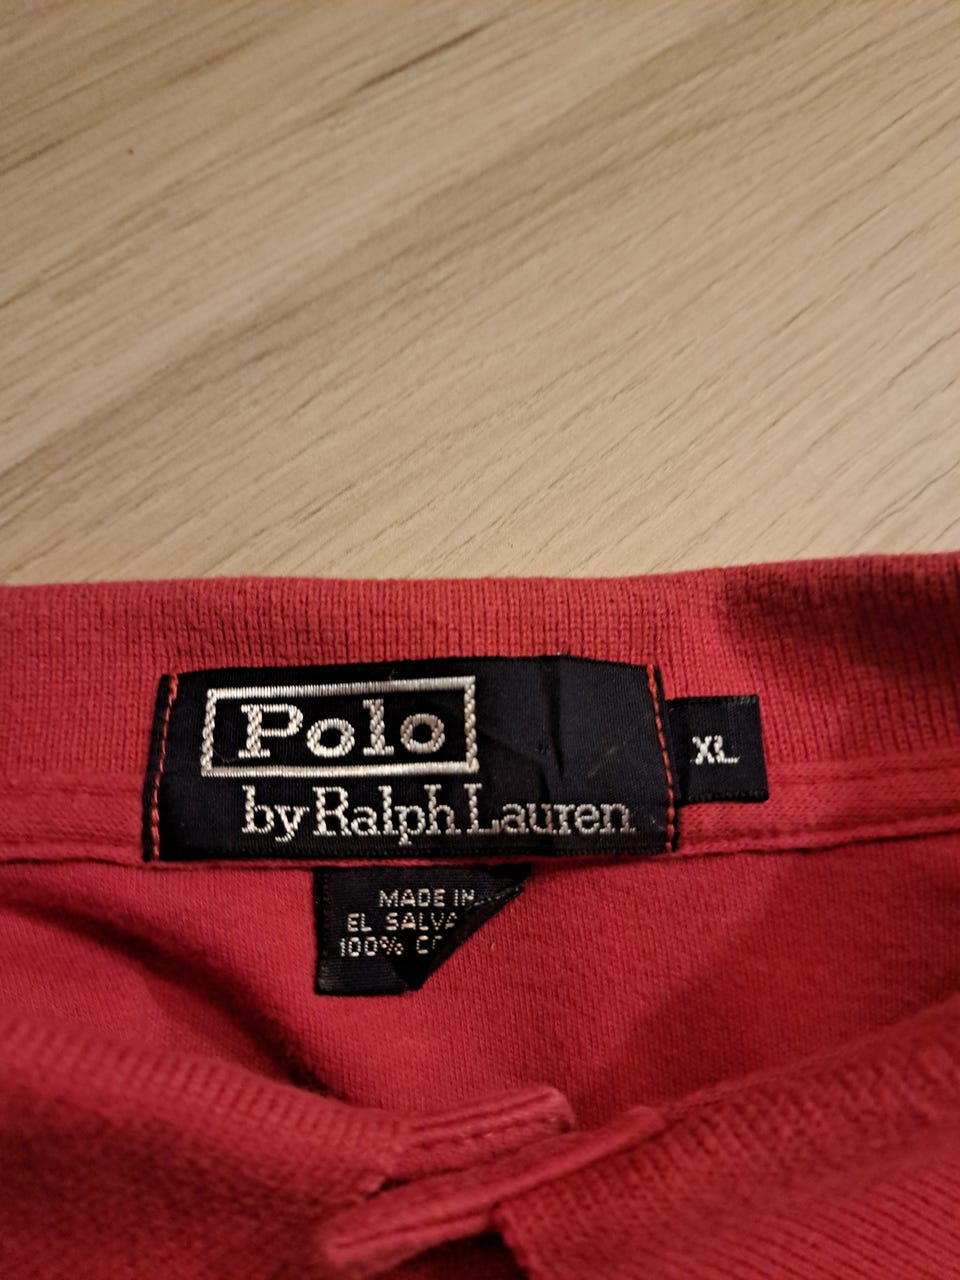 Polo
by Ralph Lauren
XL
MADE IN
EL SALVA
100% C